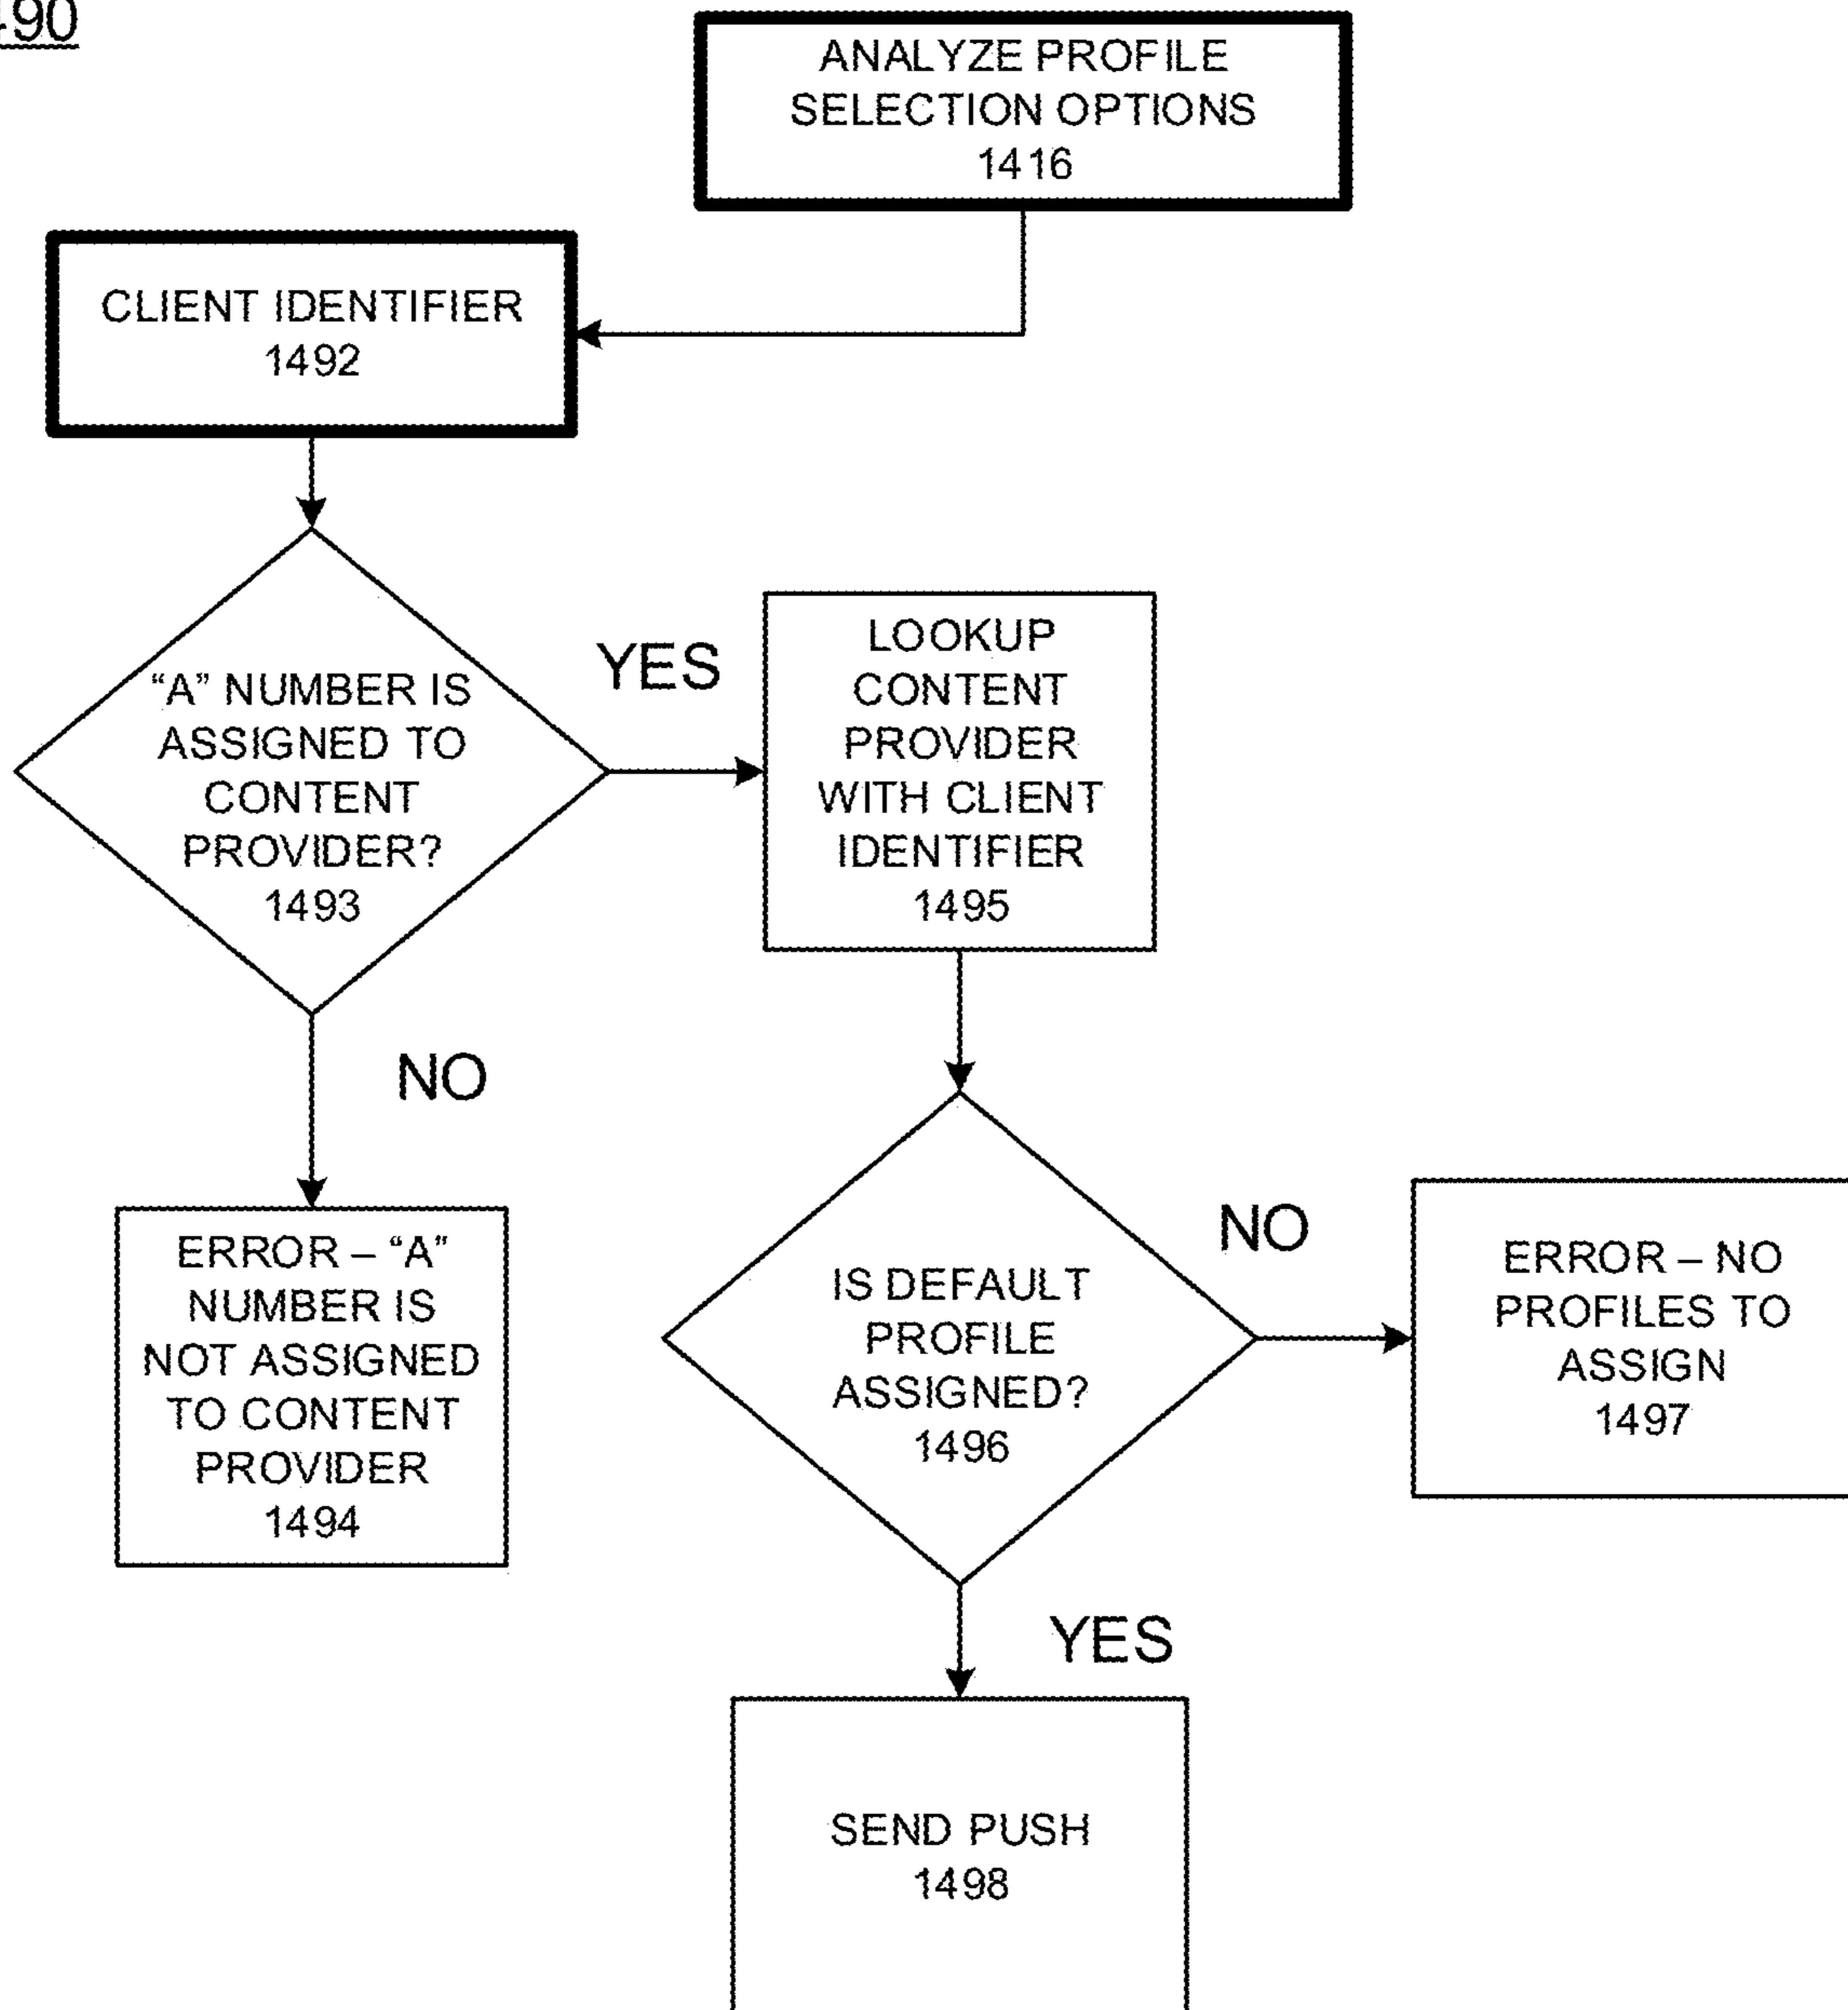 490
ANALYZE PROFILE
SELECTION OPTIONS
1416
CLIENT IDENTIFIER
1492
“A” NUMBER IS
ASSIGNED TO
CONTENT
PROVIDER?
1493
YES
LOOKUP
CONTENT
PROVIDER
WITH CLIENT
IDENTIFIER
1495
NO
ERROR – “A”
NUMBER IS
NOT ASSIGNED
TO CONTENT
PROVIDER
1494
IS DEFAULT
PROFILE
ASSIGNED?
1496
NO
ERROR – NO
PROFILES TO
ASSIGN
1497
YES
SEND PUSH
1498